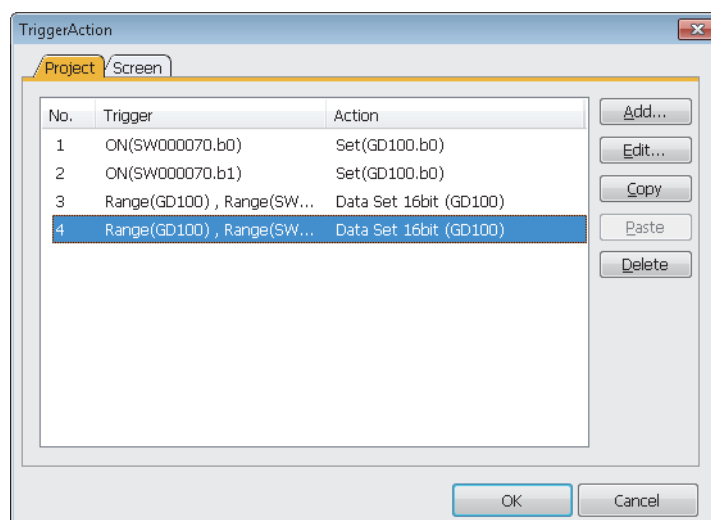 TriggerAction
Project Screen
No. Trigger Action
1 ON(SW000070.b0) Set(GD100.b0)
2 ON(SW000070.b1) Set(GD100.b0)
3 Range(GD100) , Range(SW... Data Set 16bit (GD100)
4 Range(GD100) , Range(SW... Data Set 16bit (GD100)
Add...
Edit...
Copy
Paste
Delete
OK Cancel